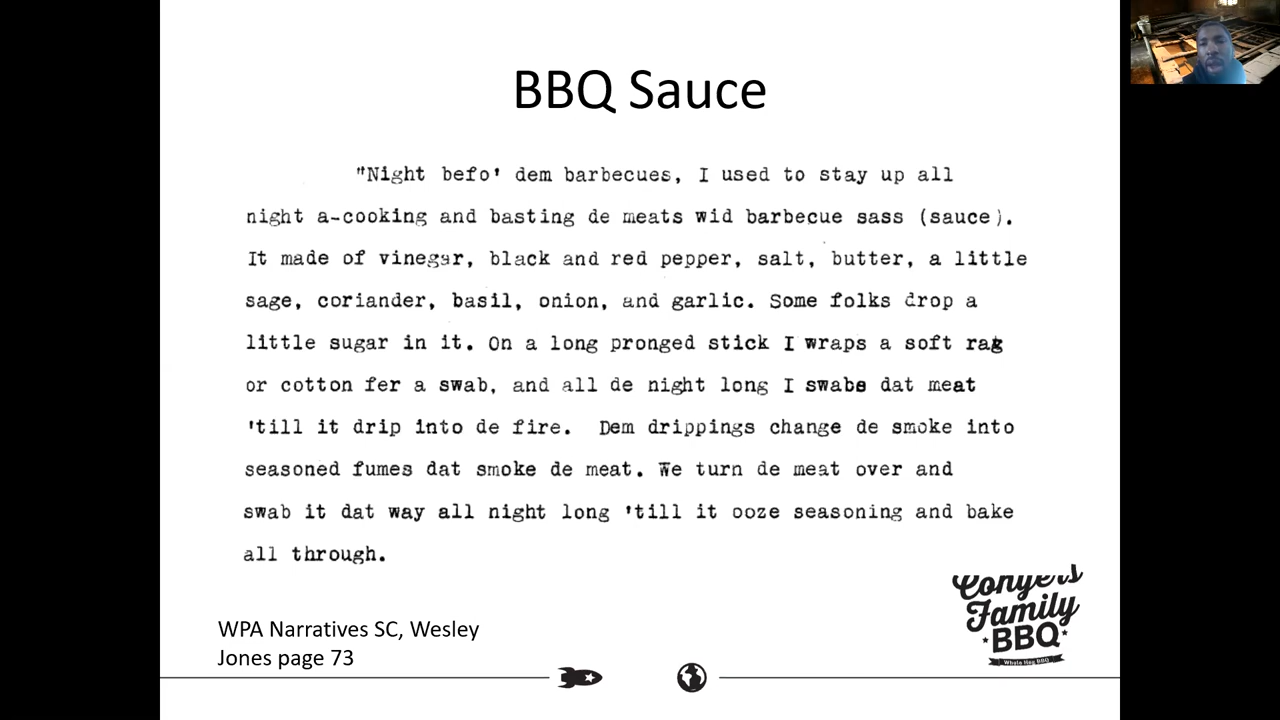 BBQ Sauce
"Night befo' dem barbecues, I used to stay up all
night a-cooking and basting de meats wid barbecue sass (sauce).
It made of vinegar, black and red pepper, salt, butter, a little
sage, coriander, basil, onion, and garlic. Some folks drop a
little sugar in it. On a long pronged stick I wraps a soft rag
or cotton fer a swab, and all de night long I swabs dat meat
'till it drip into de fire. Dem drippings change de smoke into
seasoned fumes dat smoke de meat. We turn de meat over and
swab it dat way all night long 'till it ooze seasoning and bake
all through.
WPA Narratives SC, Wesley
Jones page 73
Conyers
Family
BBQ
Whole Hog BBQ